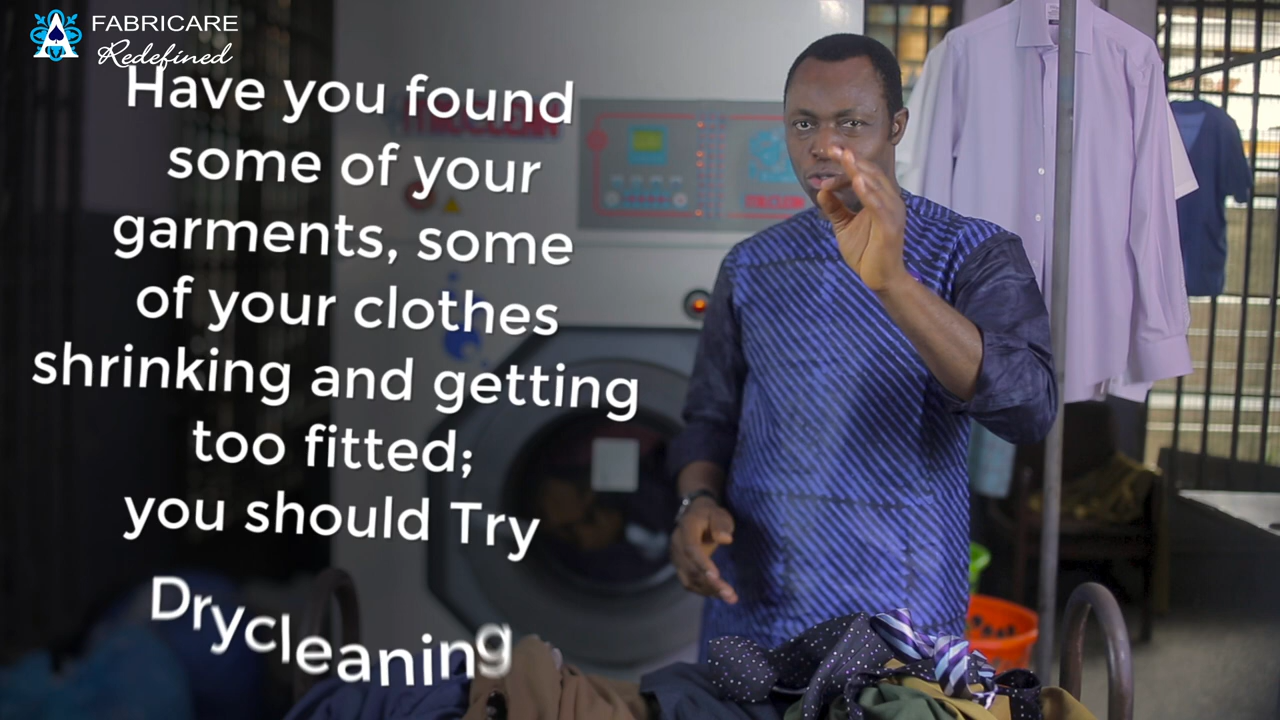 A FABRICARE
Redefined
Have you found
some of your
garments, some
of your clothes
shrinking and getting
too fitted;
you should Try
Drycleaning